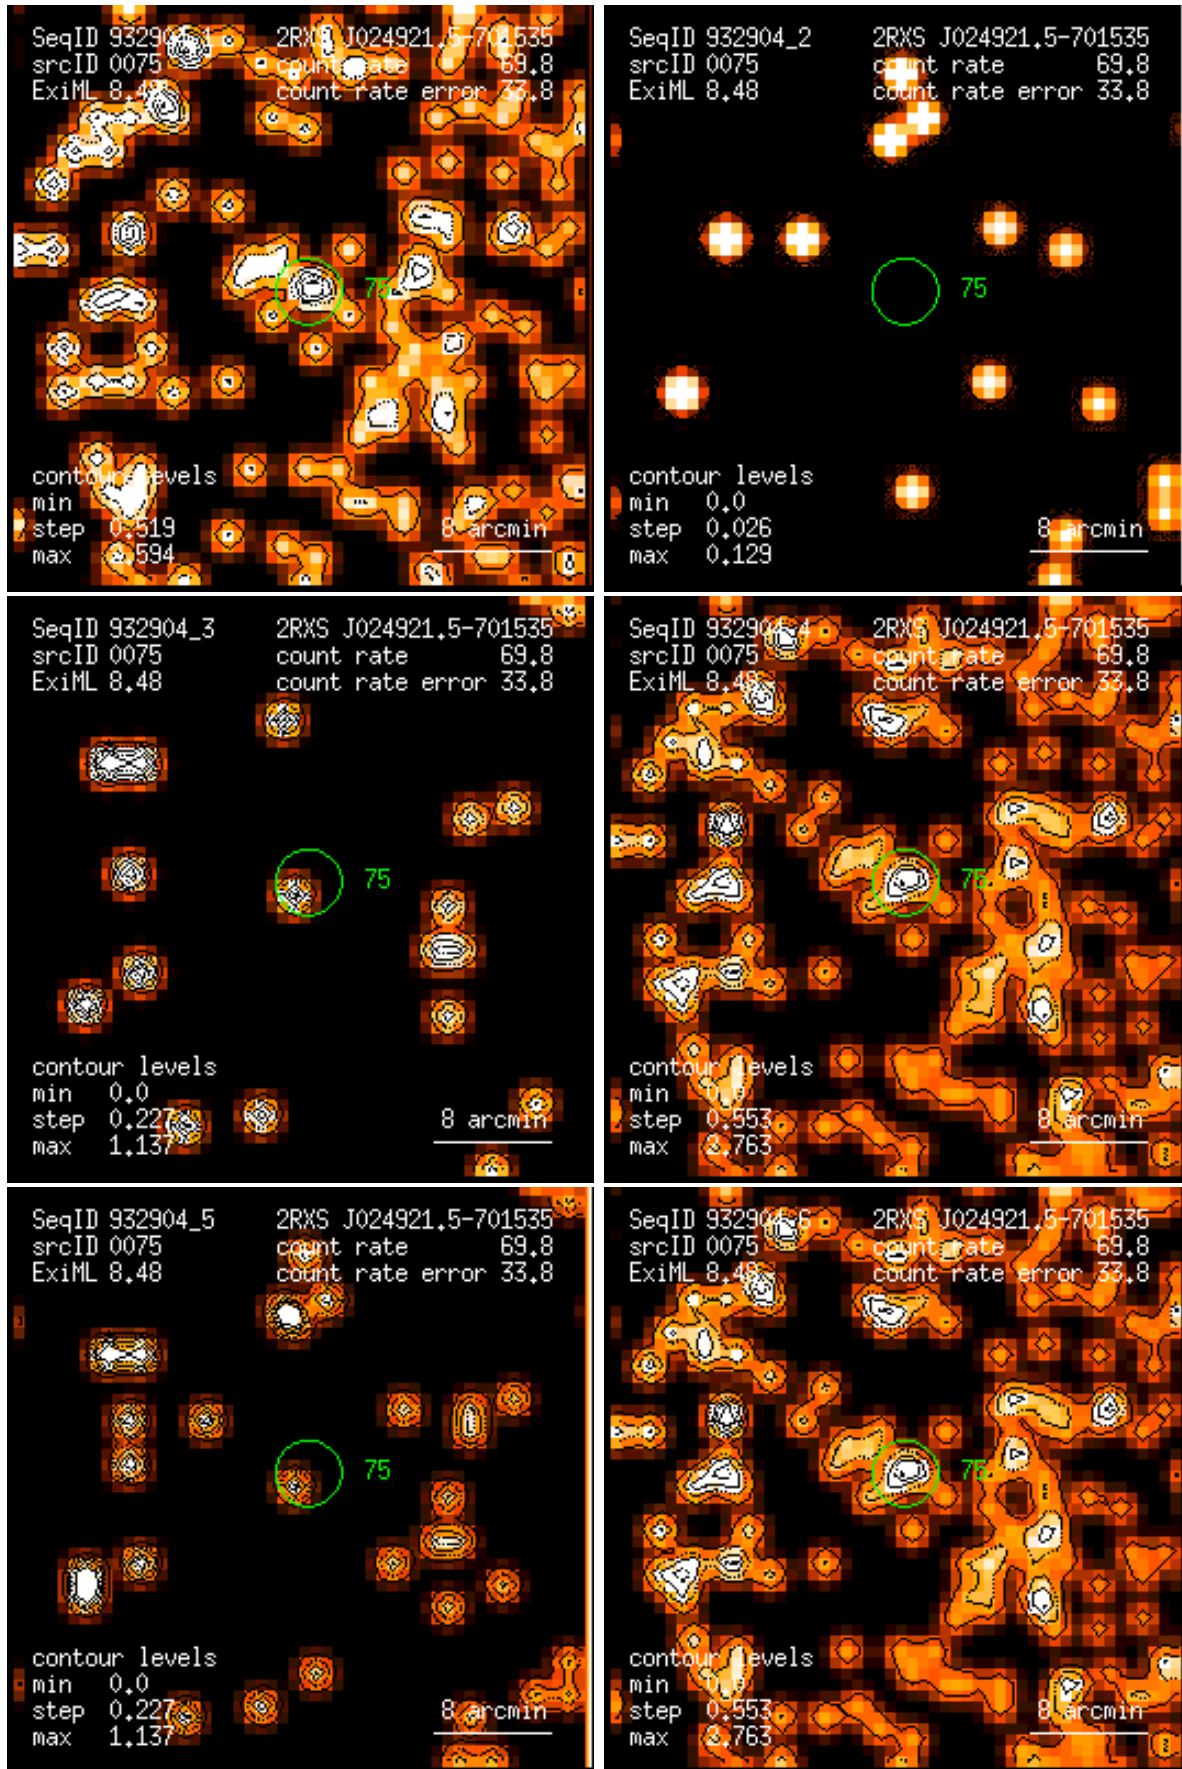 SeqID 932904_1 2RXS J024921.5-701535
srcID 0075 count rate 69.8
ExiML 8.48 count rate error 33.8
75
contour levels
min
step 0.519
max 2.594
8 arcmin
SeqID 932904_2 2RXS J024921.5-701535
srcID 0075 count rate 69.8
ExiML 8.48 count rate error 33.8
75
contour levels
min 0.0
step 0.026
max 0.129
8 arcmin
SeqID 932904_3 2RXS J024921.5-701535
srcID 0075 count rate 69.8
ExiML 8.48 count rate error 33.8
75
contour levels
min 0.0
step 0.227
max 1.137
8 arcmin
SeqID 932904_4 2RXS J024921.5-701535
srcID 0075 count rate 69.8
ExiML 8.48 count rate error 33.8
75
contour levels
min 0.0
step 0.553
max 2.763
8 arcmin
SeqID 932904_5 2RXS J024921.5-701535
srcID 0075 count rate 69.8
ExiML 8.48 count rate error 33.8
75
contour levels
min 0.0
step 0.227
max 1.137
8 arcmin
SeqID 932904_6 2RXS J024921.5-701535
srcID 0075 count rate 69.8
ExiML 8.48 count rate error 33.8
75
contour levels
min 0.0
step 0.553
max 2.763
8 arcmin